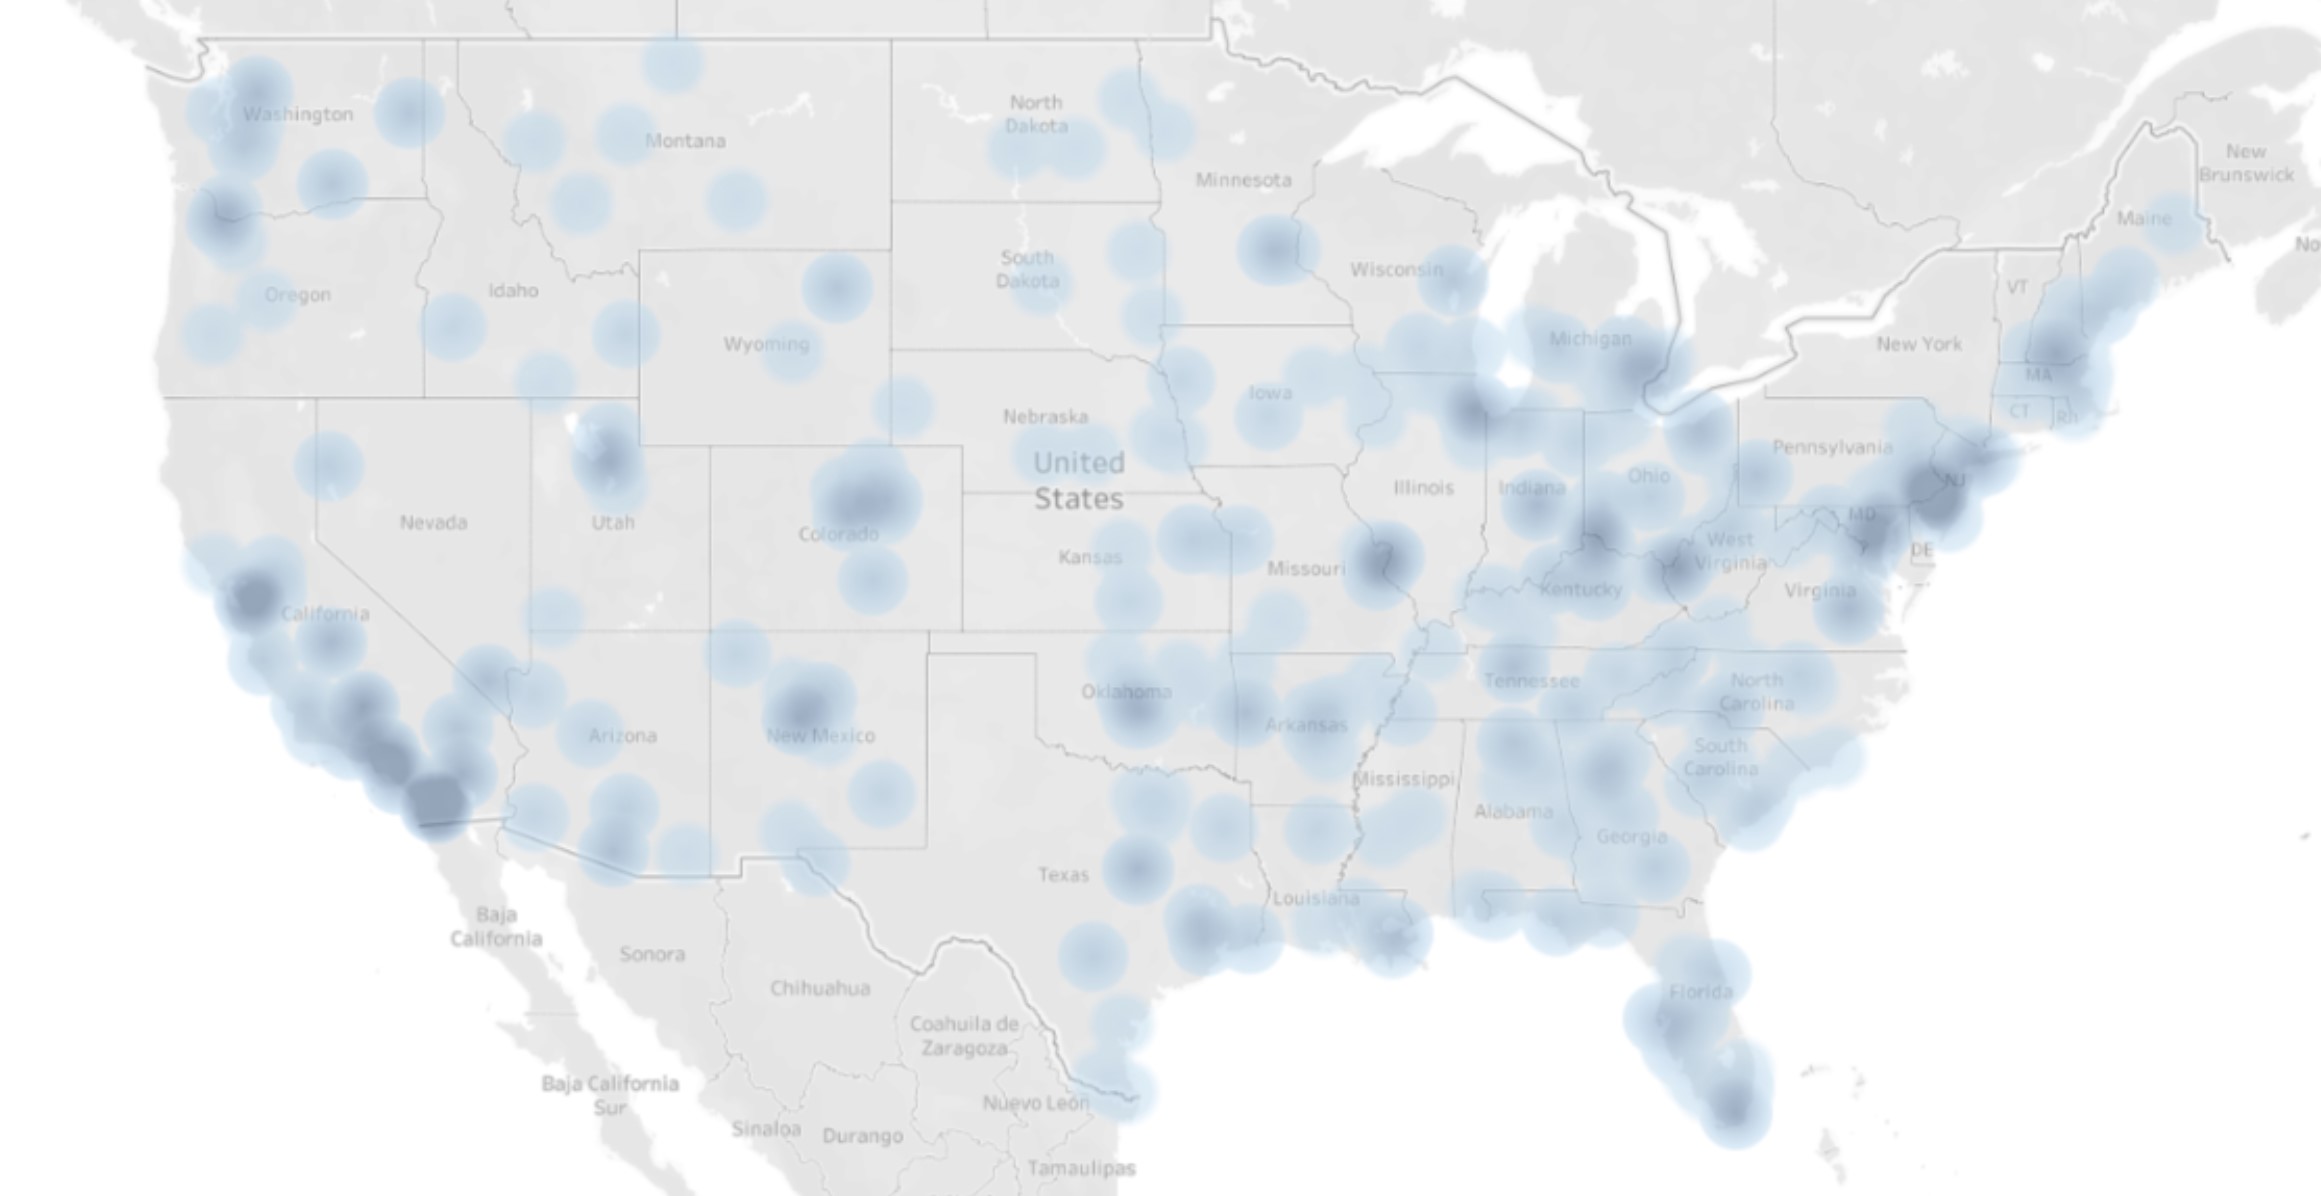 Washington
Montana
North
Dakota
Minnesota
New
Brunswick
Maine
No
South
Dakota
Wisconsin
Oregon
Idaho
VT
Wyoming
Michigan
New York
MA
Iowa
CT
RI
Nebraska
Pennsylvania
United
States
Ohio
NJ
Illinois
Indiana
Nevada
Utah
Colorado
MD
West
Virginia
DE
Kansas
Missouri
Kentucky
Virginia
California
Oklahoma
Tennessee
North
Carolina
Arizona
New Mexico
Arkansas
South
Carolina
Mississippi
Alabama
Georgia
Texas
Louisiana
Baja
California
Sonora
Chihuahua
Florida
Coahuila de
Zaragoza
Baja California
Sur
Nuevo León
Sinaloa
Durango
Tamaulipas